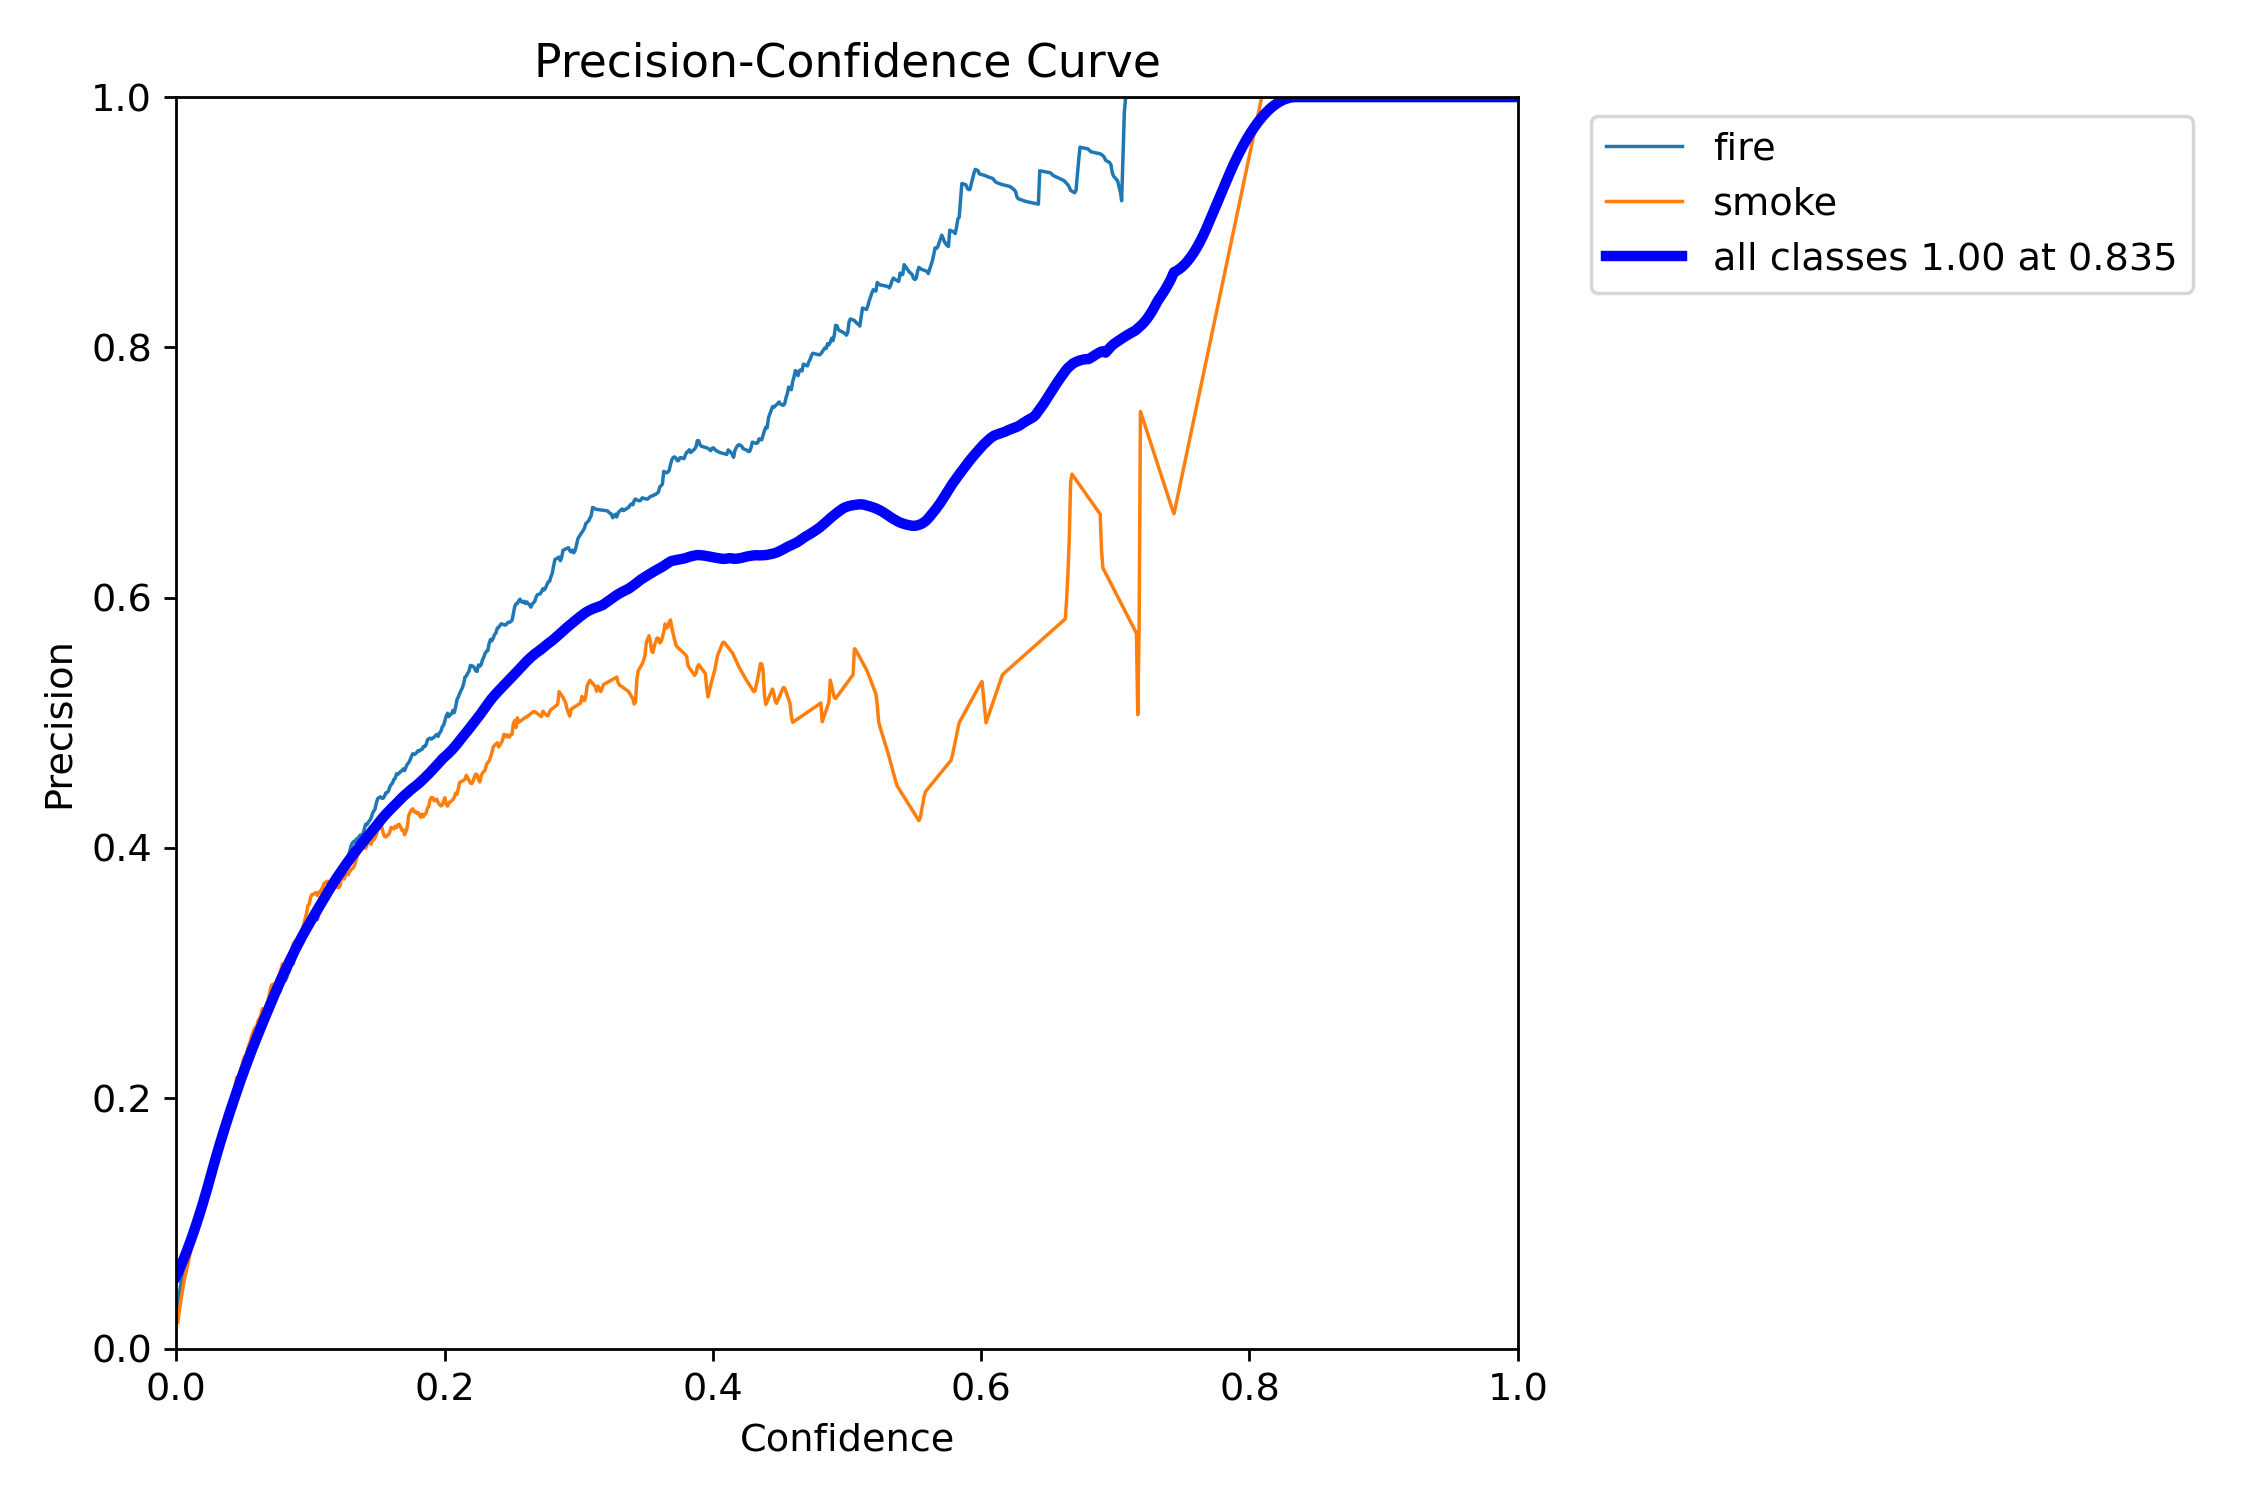 Precision-Confidence Curve
1.0
0.8
0.6
0.4
0.2
0.0
Precision
0.0 0.2 0.4 0.6 0.8 1.0
Confidence
fire
smoke
all classes 1.00 at 0.835